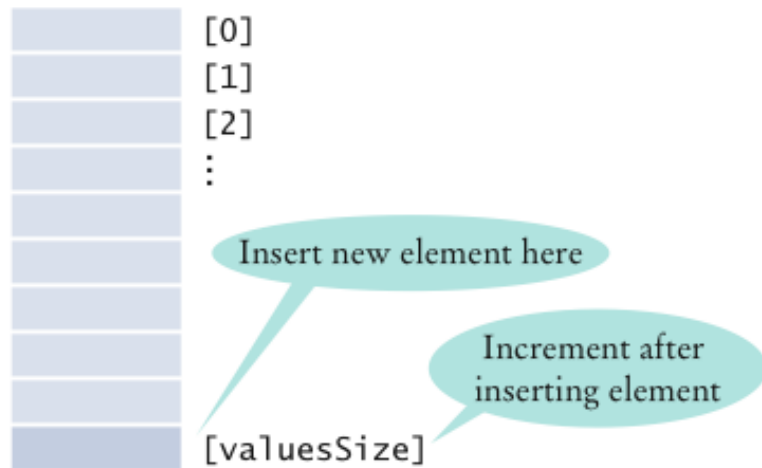 [0]
[1]
[2]
⋮
Insert new element here
Increment after
inserting element
[valuesSize]